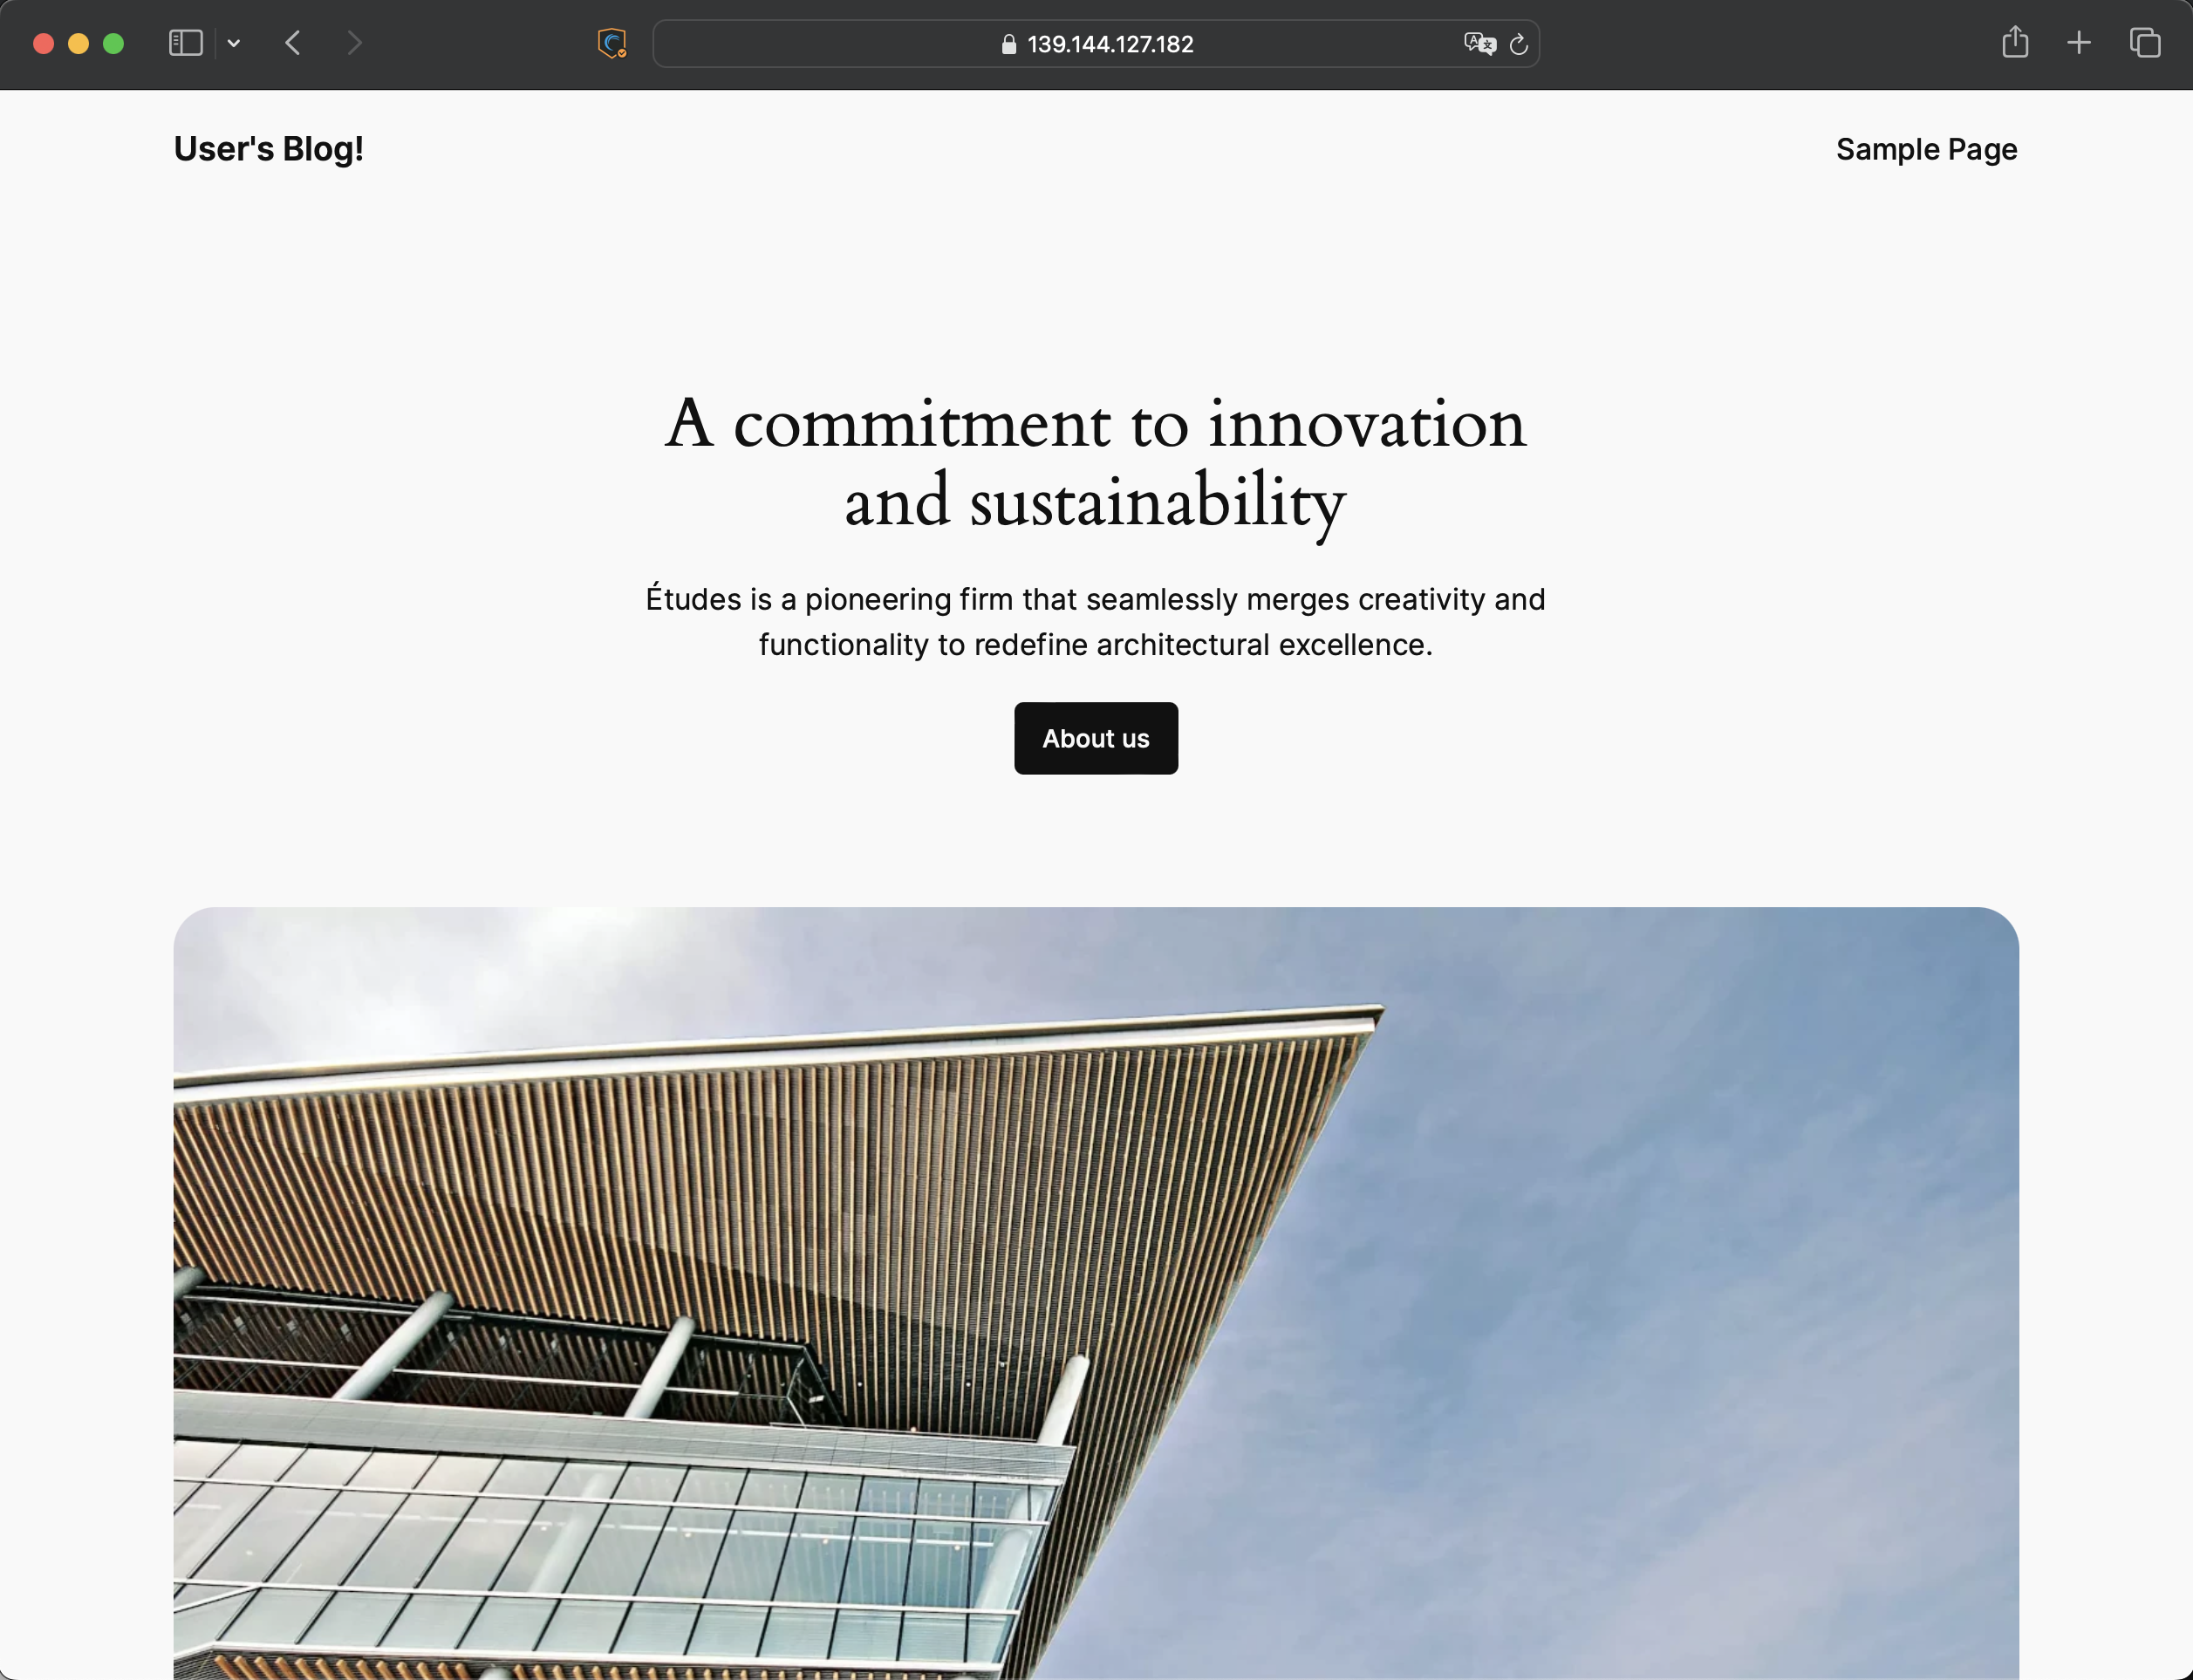 139.144.127.182
User's Blog!
Sample Page
A commitment to innovation
and sustainability
Études is a pioneering firm that seamlessly merges creativity and
functionality to redefine architectural excellence.
About us